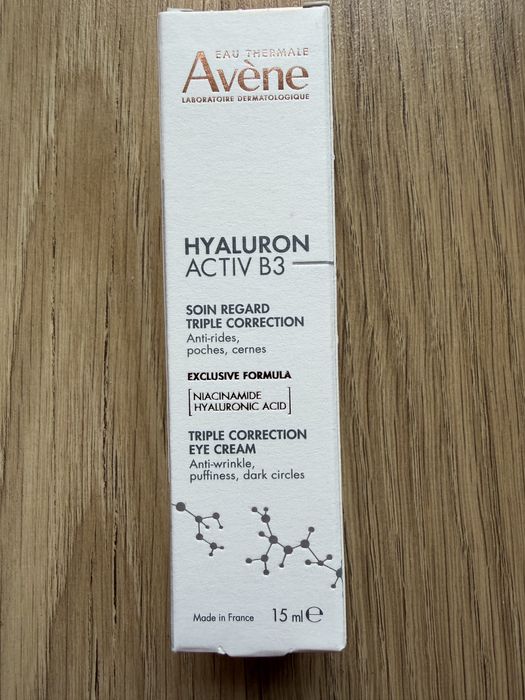 EAU THERMALE
Avène
LABORATOIRE DERMATOLOGIQUE
HYALURON
ACTIV B3
SOIN REGARD
TRIPLE CORRECTION
Anti-rides,
poches, cernes
EXCLUSIVE FORMULA
[NIACINAMIDE
HYALURONIC ACID]
TRIPLE CORRECTION
EYE CREAM
Anti-wrinkle,
puffiness, dark circles
Made in France 15 ml ℮